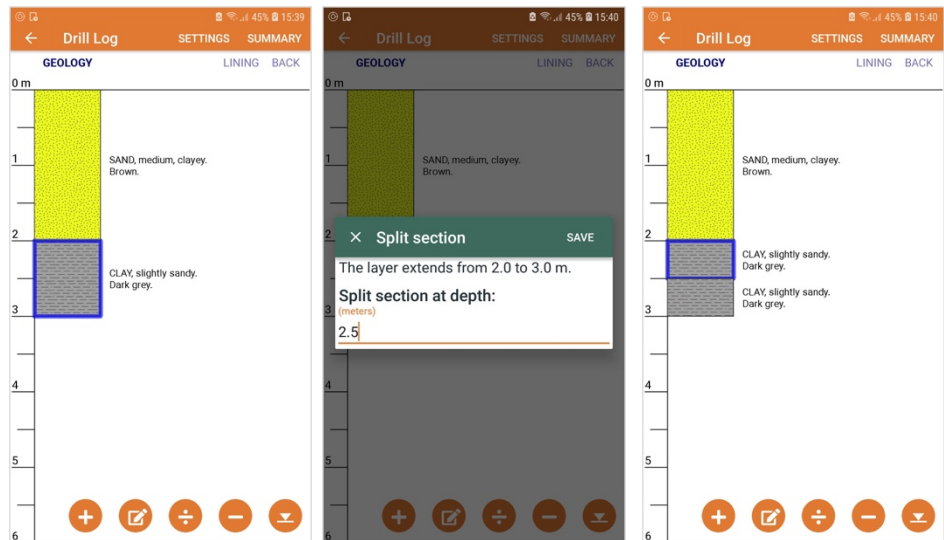 45% 15:39
Drill Log SETTINGS SUMMARY
GEOLOGY LINING BACK
0 m
1
SAND, medium, clayey.
Brown.
2
CLAY, slightly sandy.
Dark grey.
3
4
5
6
45% 15:40
Drill Log SETTINGS SUMMARY
GEOLOGY LINING BACK
0 m
1
SAND, medium, clayey.
Brown.
2
Split section SAVE
The layer extends from 2.0 to 3.0 m.
Split section at depth:
3
(meters)
2.5
4
5
6
45% 15:40
Drill Log SETTINGS SUMMARY
GEOLOGY LINING BACK
0 m
1
SAND, medium, clayey.
Brown.
2
CLAY, slightly sandy.
Dark grey.
CLAY, slightly sandy.
Dark grey.
3
4
5
6